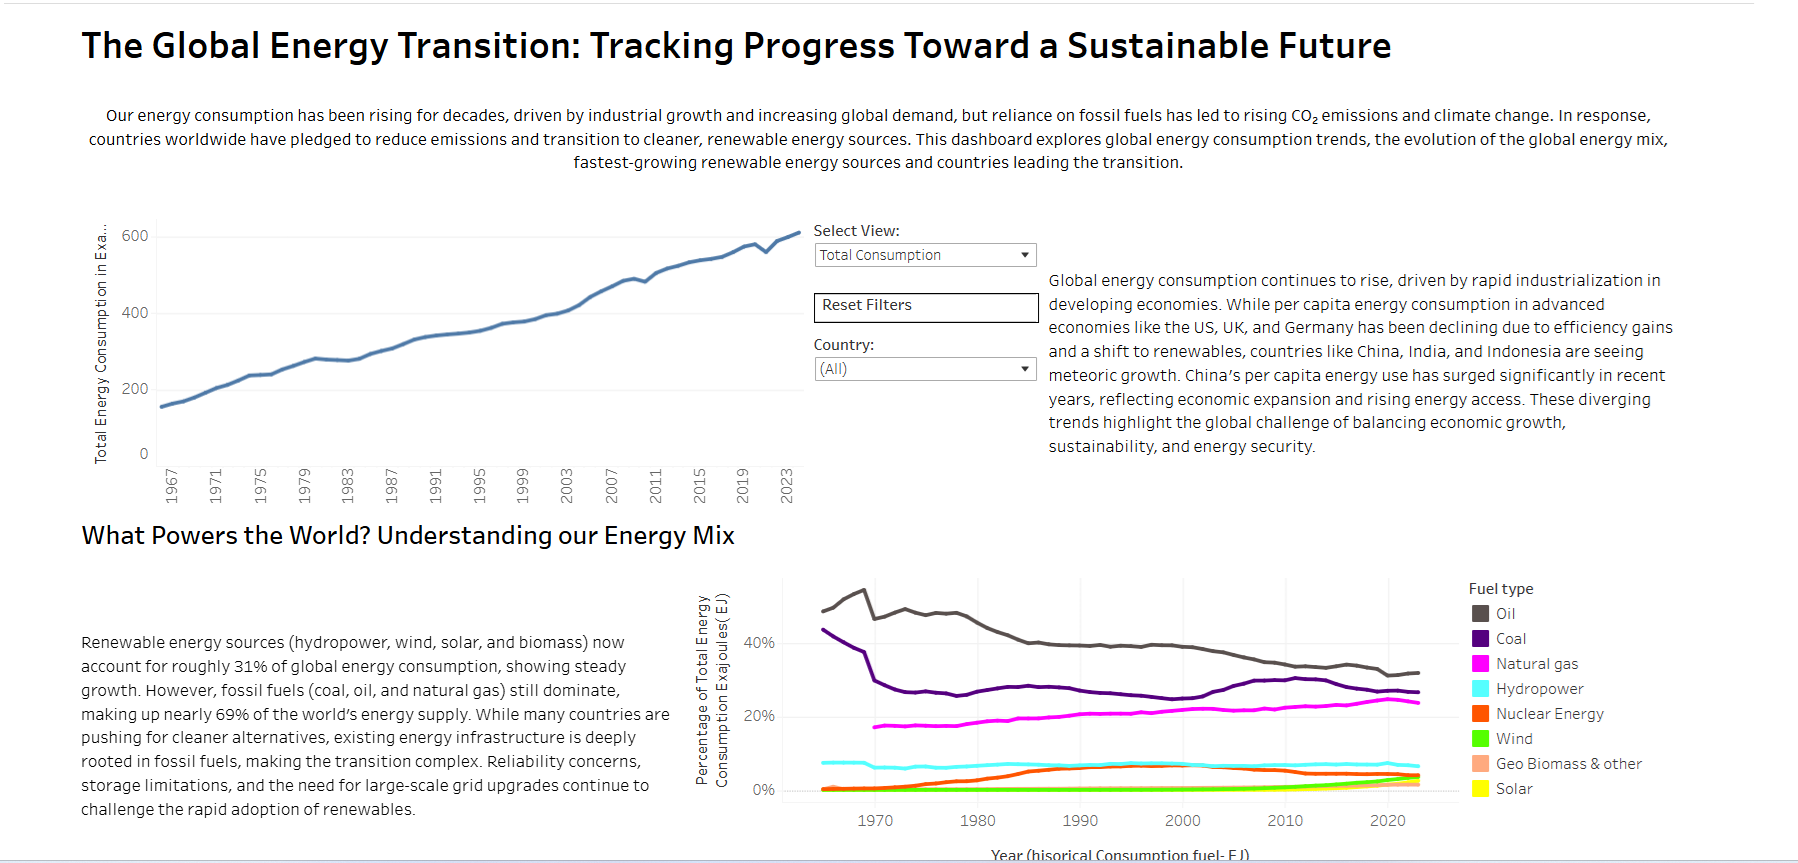 The Global Energy Transition: Tracking Progress Toward a Sustainable Future
Our energy consumption has been rising for decades, driven by industrial growth and increasing global demand, but reliance on fossil fuels has led to rising CO₂ emissions and climate change. In response,
countries worldwide have pledged to reduce emissions and transition to cleaner, renewable energy sources. This dashboard explores global energy consumption trends, the evolution of the global energy mix,
fastest-growing renewable energy sources and countries leading the transition.
Total Energy Consumption in Exa...
600
400
200
0
1967
1971
1975
1979
1983
1987
1991
1995
1999
2003
2007
2011
2015
2019
2023
Select View:
Total Consumption
Reset Filters
Country:
(All)
Global energy consumption continues to rise, driven by rapid industrialization in
developing economies. While per capita energy consumption in advanced
economies like the US, UK, and Germany has been declining due to efficiency gains
and a shift to renewables, countries like China, India, and Indonesia are seeing
meteoric growth. China's per capita energy use has surged significantly in recent
years, reflecting economic expansion and rising energy access. These diverging
trends highlight the global challenge of balancing economic growth,
sustainability, and energy security.
What Powers the World? Understanding our Energy Mix
Renewable energy sources (hydropower, wind, solar, and biomass) now
account for roughly 31% of global energy consumption, showing steady
growth. However, fossil fuels (coal, oil, and natural gas) still dominate,
making up nearly 69% of the world's energy supply. While many countries are
pushing for cleaner alternatives, existing energy infrastructure is deeply
rooted in fossil fuels, making the transition complex. Reliability concerns,
storage limitations, and the need for large-scale grid upgrades continue to
challenge the rapid adoption of renewables.
Percentage of Total Energy
Consumption Exajoules( EJ)
40%
20%
0%
1970
1980
1990
2000
2010
2020
Year (hisorical Consumption fuel- EJ)
Fuel type
Oil
Coal
Natural gas
Hydropower
Nuclear Energy
Wind
Geo Biomass & other
Solar